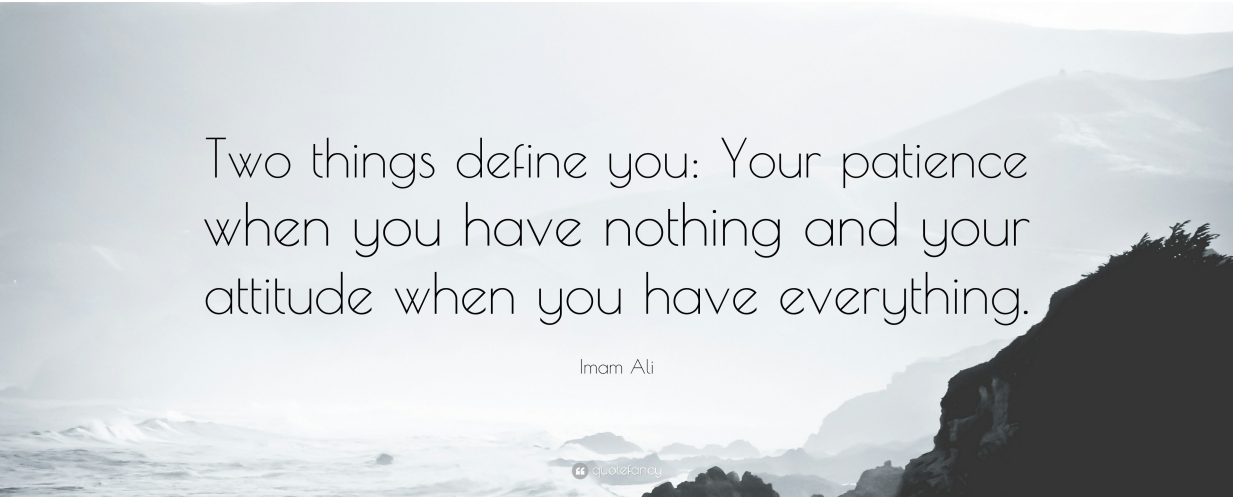 Two things define you: Your patience
when you have nothing and your
attitude when you have everything.
Imam Ali
quotefancy